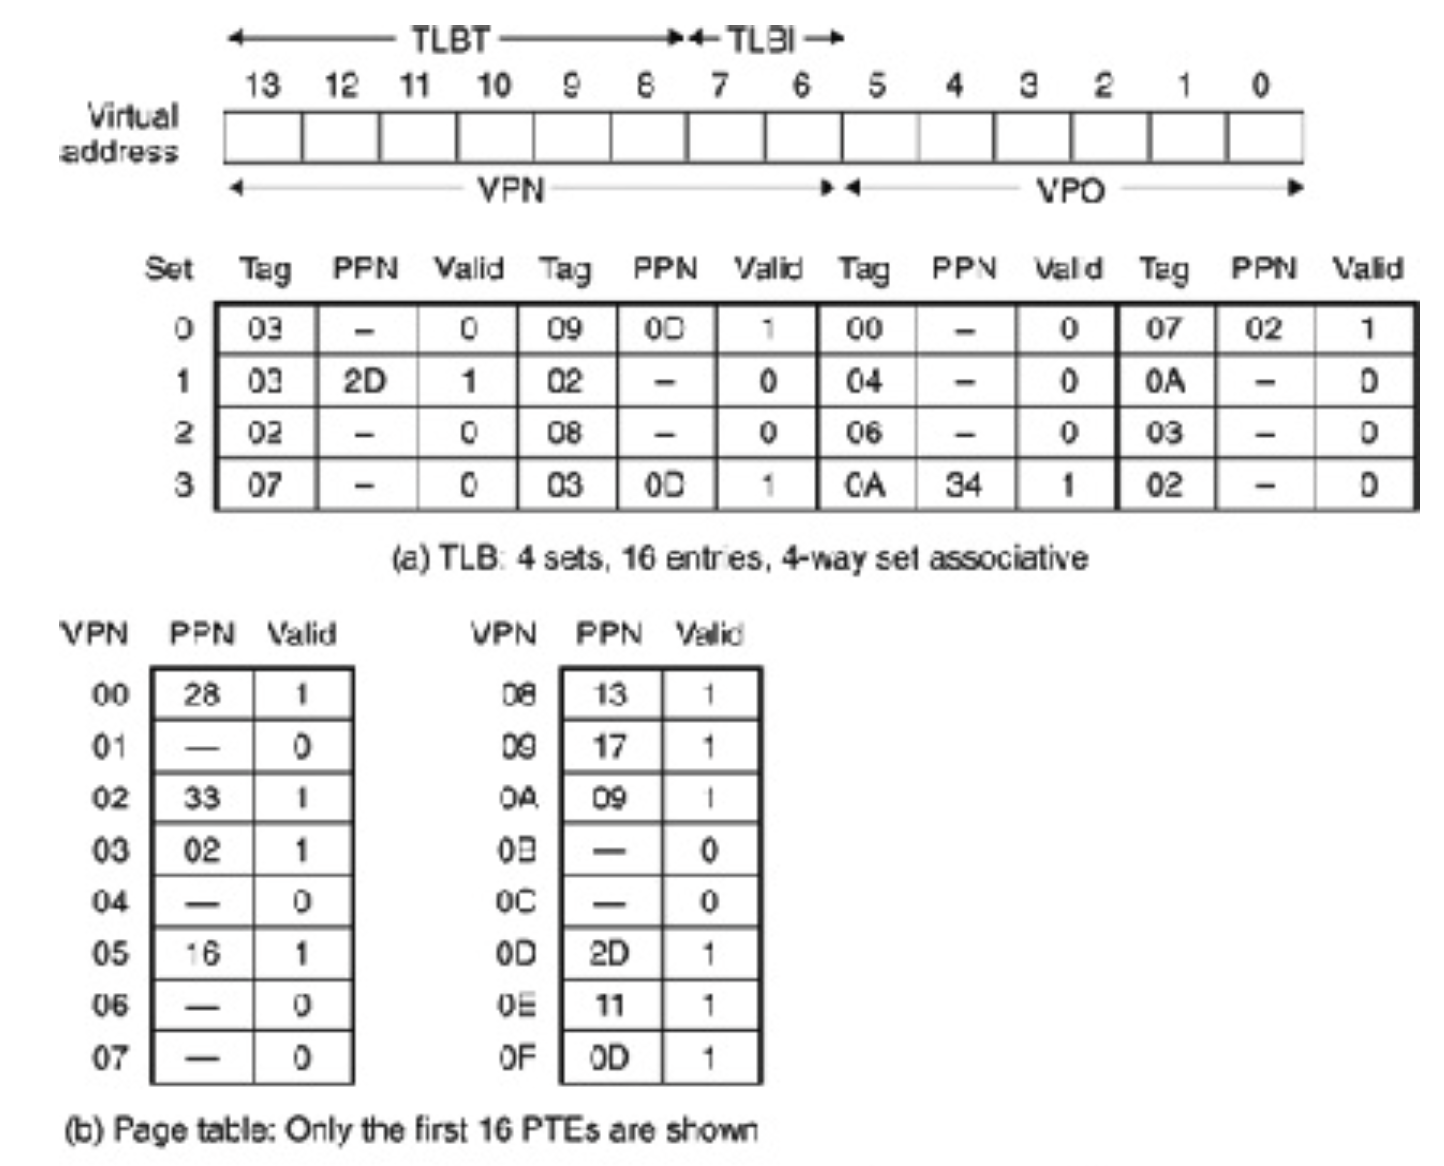 TLBT TLBI
13 12 11 10 9 8 7 6 5 4 3 2 1 0
Virtual
address
VPN VPO
Set Tag PPN Valid Tag PPN Valid Tag PPN Valid Tag PPN Valid
0 03 – 0 09 0D 1 00 – 0 07 02 1
1 03 2D 1 02 – 0 04 – 0 0A – 0
2 02 – 0 08 – 0 06 – 0 03 – 0
3 07 – 0 03 0D 1 0A 34 1 02 – 0
(a) TLB: 4 sets, 16 entries, 4-way set associative
VPN PPN Valid VPN PPN Valid
00 28 1 08 13 1
01 — 0 09 17 1
02 33 1 0A 09 1
03 02 1 0B — 0
04 — 0 0C — 0
05 16 1 0D 2D 1
06 — 0 0E 11 1
07 — 0 0F 0D 1
(b) Page table: Only the first 16 PTEs are shown